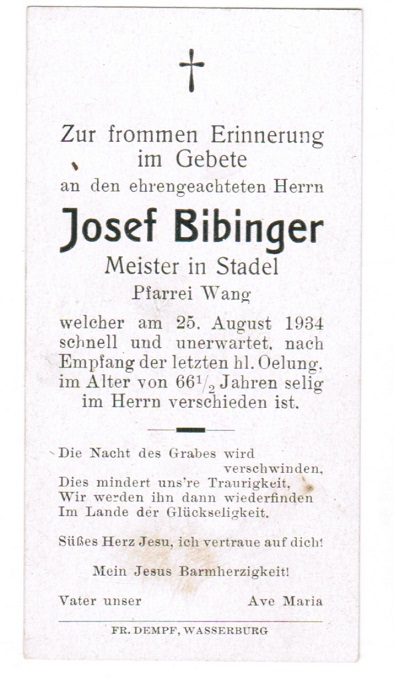 Zur frommen Erinnerung
im Gebete
an den ehrengeachteten Herrn
Josef Bibinger
Meister in Stadel
Pfarrei Wang
welcher am 25. August 1934
schnell und unerwartet, nach
Empfang der letzten hl. Oelung,
im Alter von 66½ Jahren selig
im Herrn verschieden ist.
Die Nacht des Grabes wird
verschwinden,
Dies mindert uns're Traurigkeit,
Wir werden ihn dann wiederfinden
Im Lande der Glückseligkeit.
Süßes Herz Jesu, ich vertraue auf dich!
Mein Jesus Barmherzigkeit!
Vater unser Ave Maria
FR. DEMPF, WASSERBURG